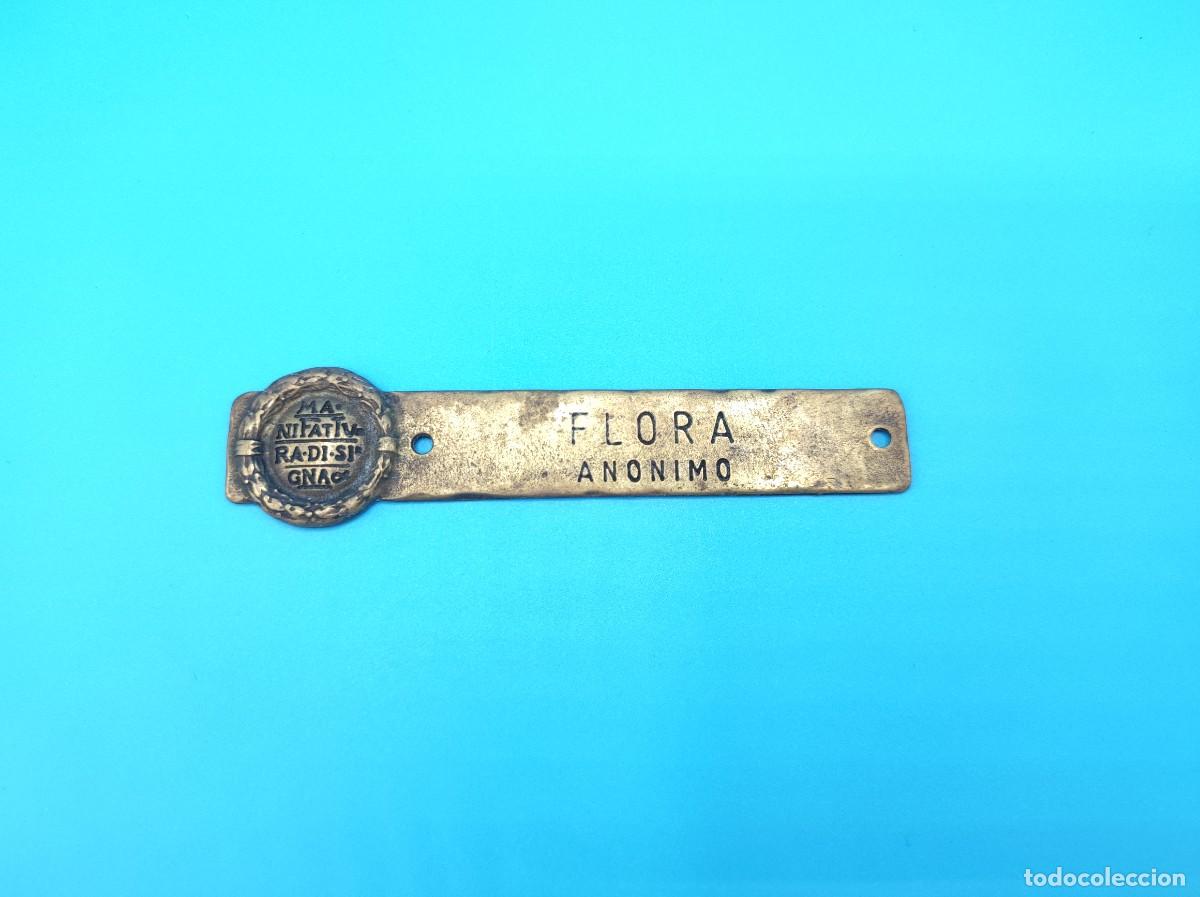 MA·
NIFATTV
RA·DI·SI
GNA
FLORA
ANONIMO
todocoleccion